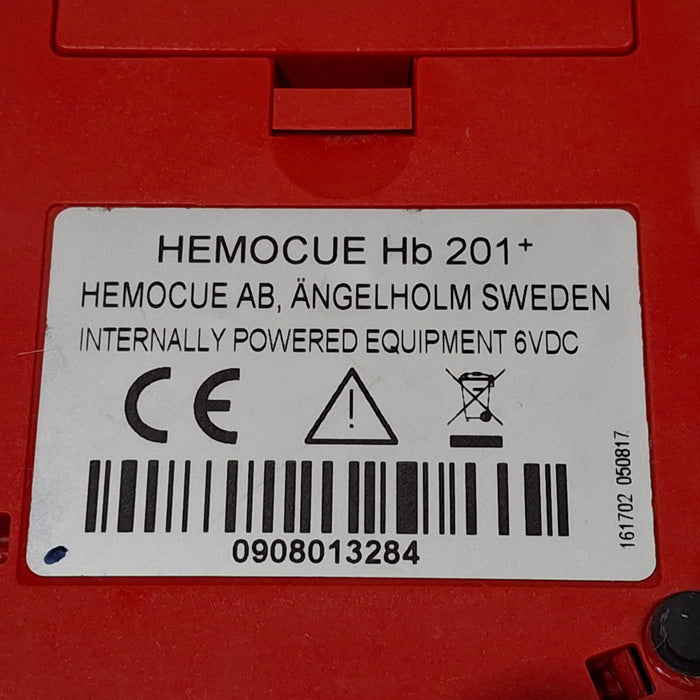 HEMOCUE Hb 201+
HEMOCUE AB, ÄNGELHOLM SWEDEN
INTERNALLY POWERED EQUIPMENT 6VDC
CE
0908013284
161702 050817